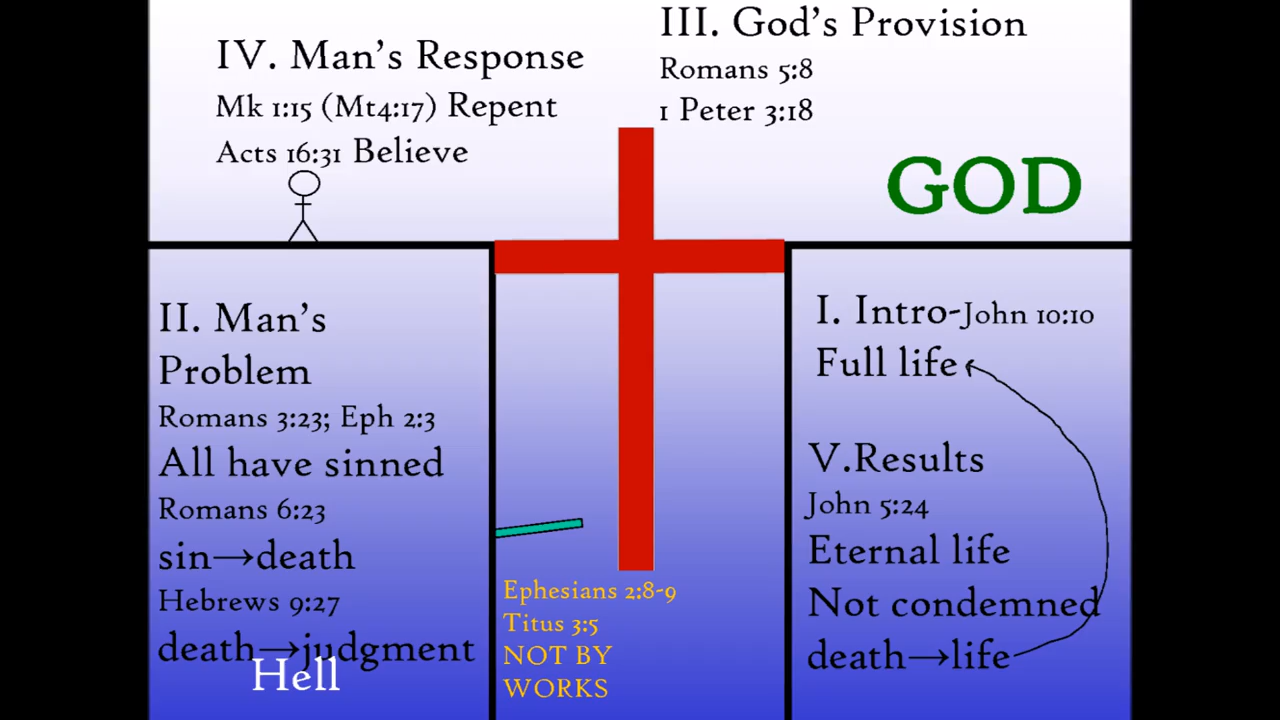 IV. Man's Response
Mk 1:15 (Mt4:17) Repent
Acts 16:31 Believe
III. God's Provision
Romans 5:8
1 Peter 3:18
GOD
II. Man's
Problem
Romans 3:23; Eph 2:3
All have sinned
Romans 6:23
sin→death
Hebrews 9:27
death→judgment
Hell
Ephesians 2:8-9
Titus 3:5
NOT BY
WORKS
I. Intro-John 10:10
Full life
V.Results
John 5:24
Eternal life
Not condemned
death→life